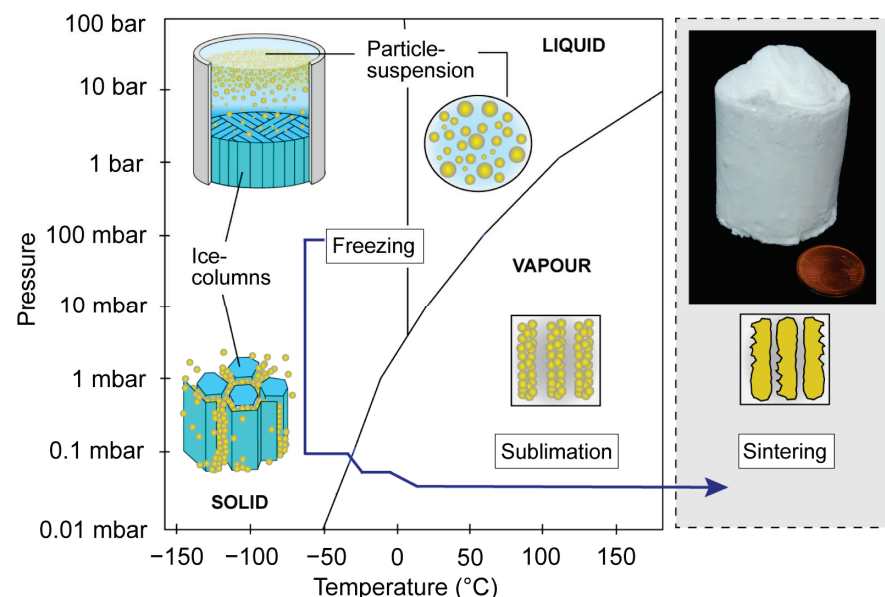 100 bar
10 bar
1 bar
100 mbar
10 mbar
1 mbar
0.1 mbar
0.01 mbar
Pressure
Particle-
suspension
LIQUID
Freezing
Ice-
columns
VAPOUR
Sublimation
Sintering
SOLID
−150
−100
−50
0
50
100
150
Temperature (°C)